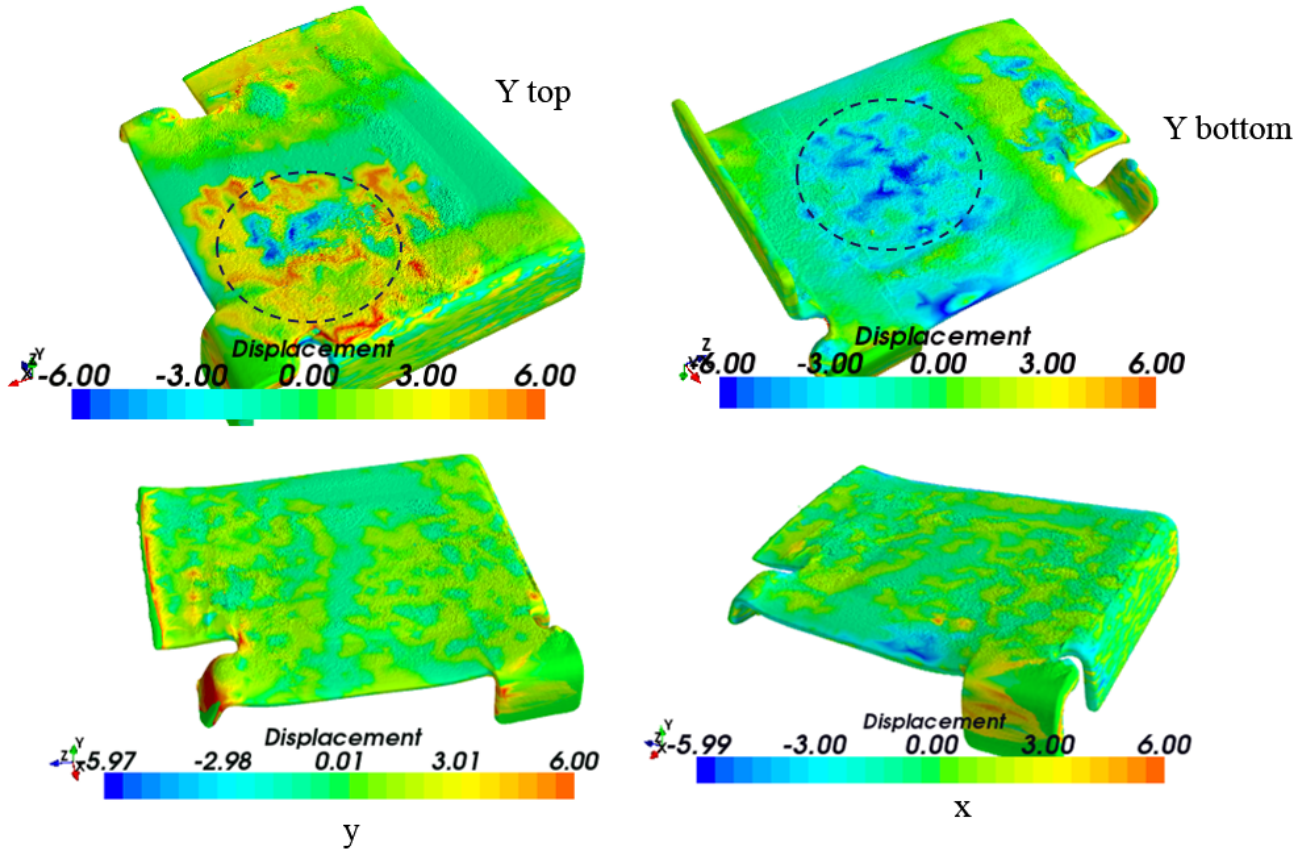 Y top
Y bottom
Displacement
-6.00 -3.00 0.00 3.00 6.00
Displacement
-6.00 -3.00 0.00 3.00 6.00
Displacement
-5.97 -2.98 0.01 3.01 6.00
y
Displacement
-5.99 -3.00 0.00 3.00 6.00
x